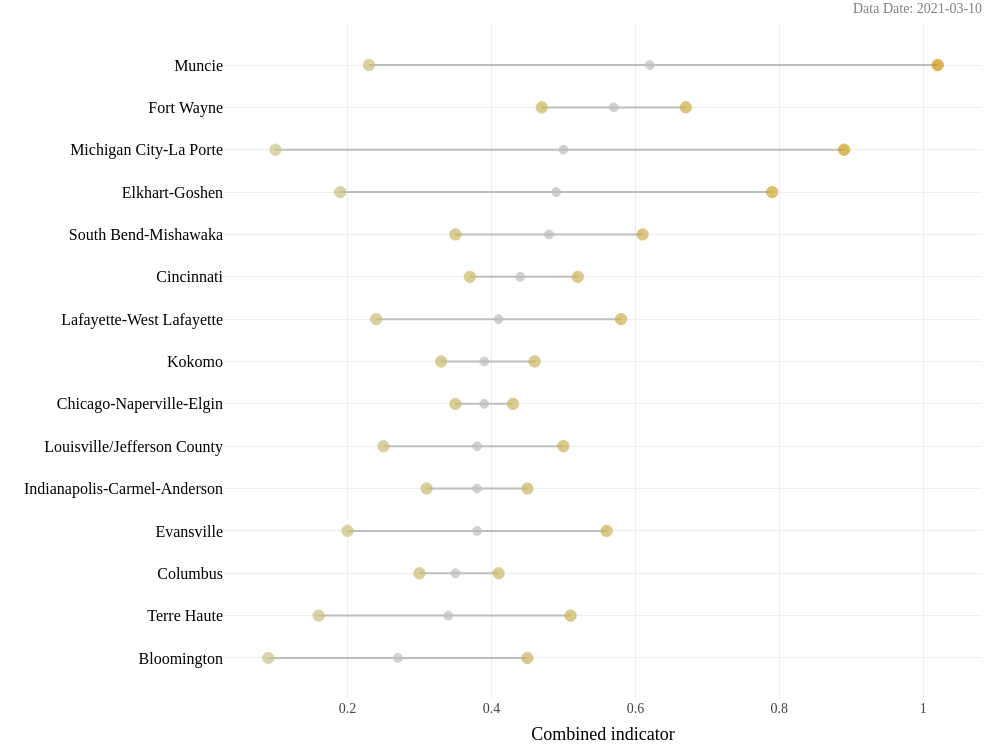 Data Date: 2021-03-10
Muncie
Fort Wayne
Michigan City-La Porte
Elkhart-Goshen
South Bend-Mishawaka
Cincinnati
Lafayette-West Lafayette
Kokomo
Chicago-Naperville-Elgin
Louisville/Jefferson County
Indianapolis-Carmel-Anderson
Evansville
Columbus
Terre Haute
Bloomington
0.2 0.4 0.6 0.8 1
Combined indicator